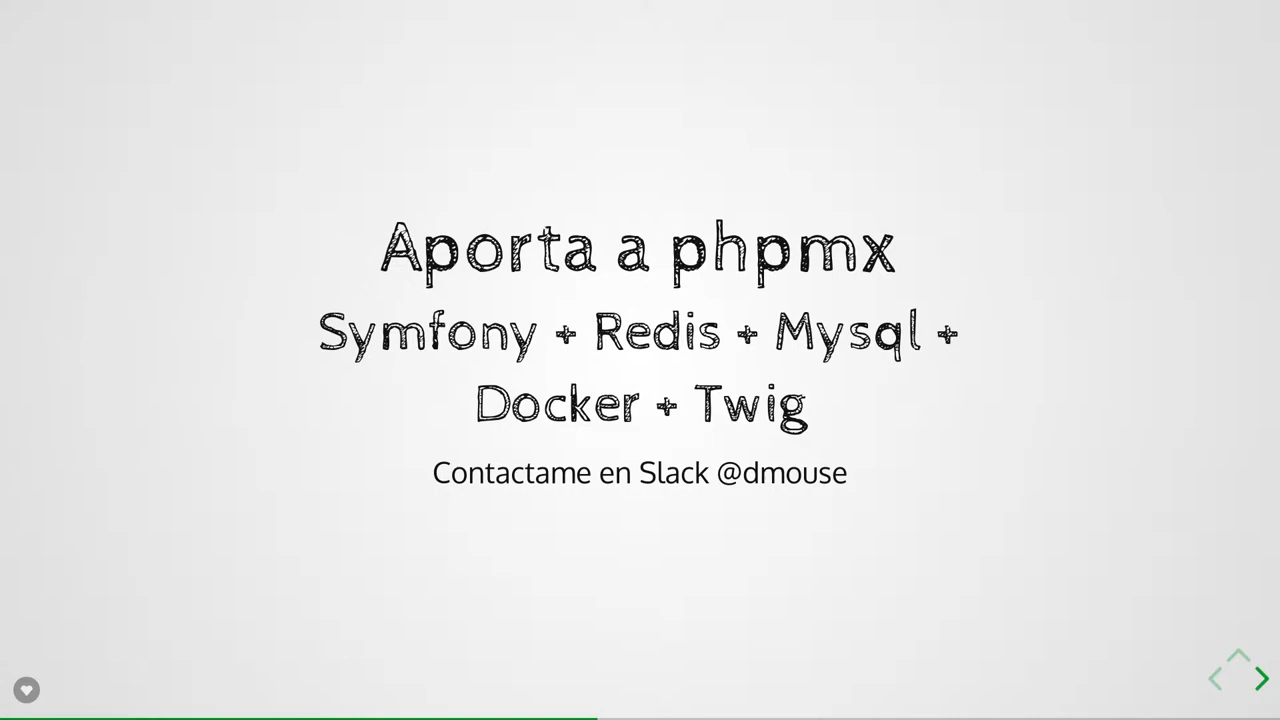 Aporta a phpmx
Symfony + Redis + Mysql +
Docker + Twig
Contactame en Slack @dmouse